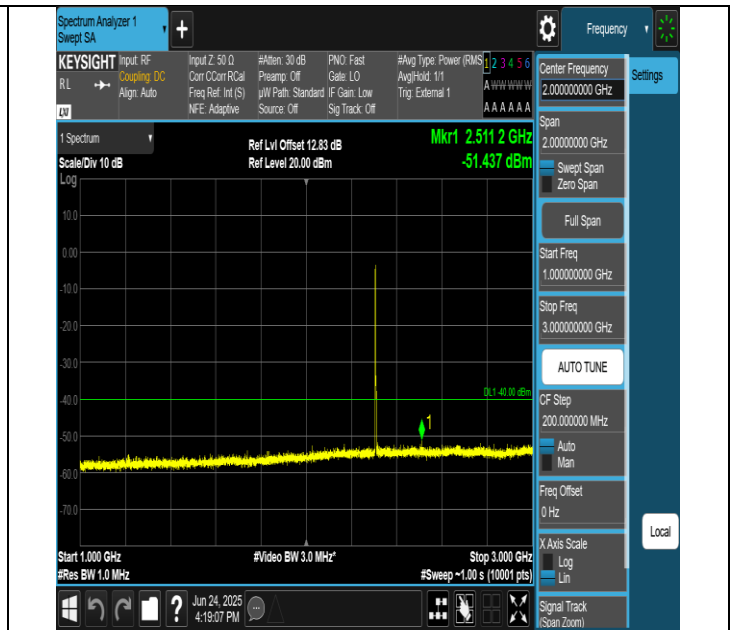 Spectrum Analyzer 1
Swept SA
+
Frequency
KEYSIGHT
RL
LXI
Input: RF
Coupling: DC
Align: Auto
Input Z: 50 Ω
Corr CCorr RCal
Freq Ref: Int (S)
NFE: Adaptive
#Atten: 30 dB
Preamp: Off
µW Path: Standard
Source: Off
PNO: Fast
Gate: LO
IF Gain: Low
Sig Track: Off
#Avg Type: Power (RMS
Avg|Hold: 1/1
Trig: External 1
1 2 3 4 5 6
A W W W W W
A A A A A A
Center Frequency
2.000000000 GHz
Settings
Span
2.00000000 GHz
Swept Span
Zero Span
Full Span
Start Freq
1.000000000 GHz
Stop Freq
3.000000000 GHz
AUTO TUNE
CF Step
200.000000 MHz
Auto
Man
Freq Offset
0 Hz
X Axis Scale
Log
Lin
Signal Track
(Span Zoom)
Local
1 Spectrum
Scale/Div 10 dB
Log
Ref Lvl Offset 12.83 dB
Ref Level 20.00 dBm
Mkr1 2.511 2 GHz
-51.437 dBm
10.0
0.00
-10.0
-20.0
-30.0
-40.0
-50.0
-60.0
-70.0
DL1 -40.00 dBm
1
Start 1.000 GHz
#Res BW 1.0 MHz
#Video BW 3.0 MHz*
Stop 3.000 GHz
#Sweep ~1.00 s (10001 pts)
?
Jun 24, 2025
4:19:07 PM